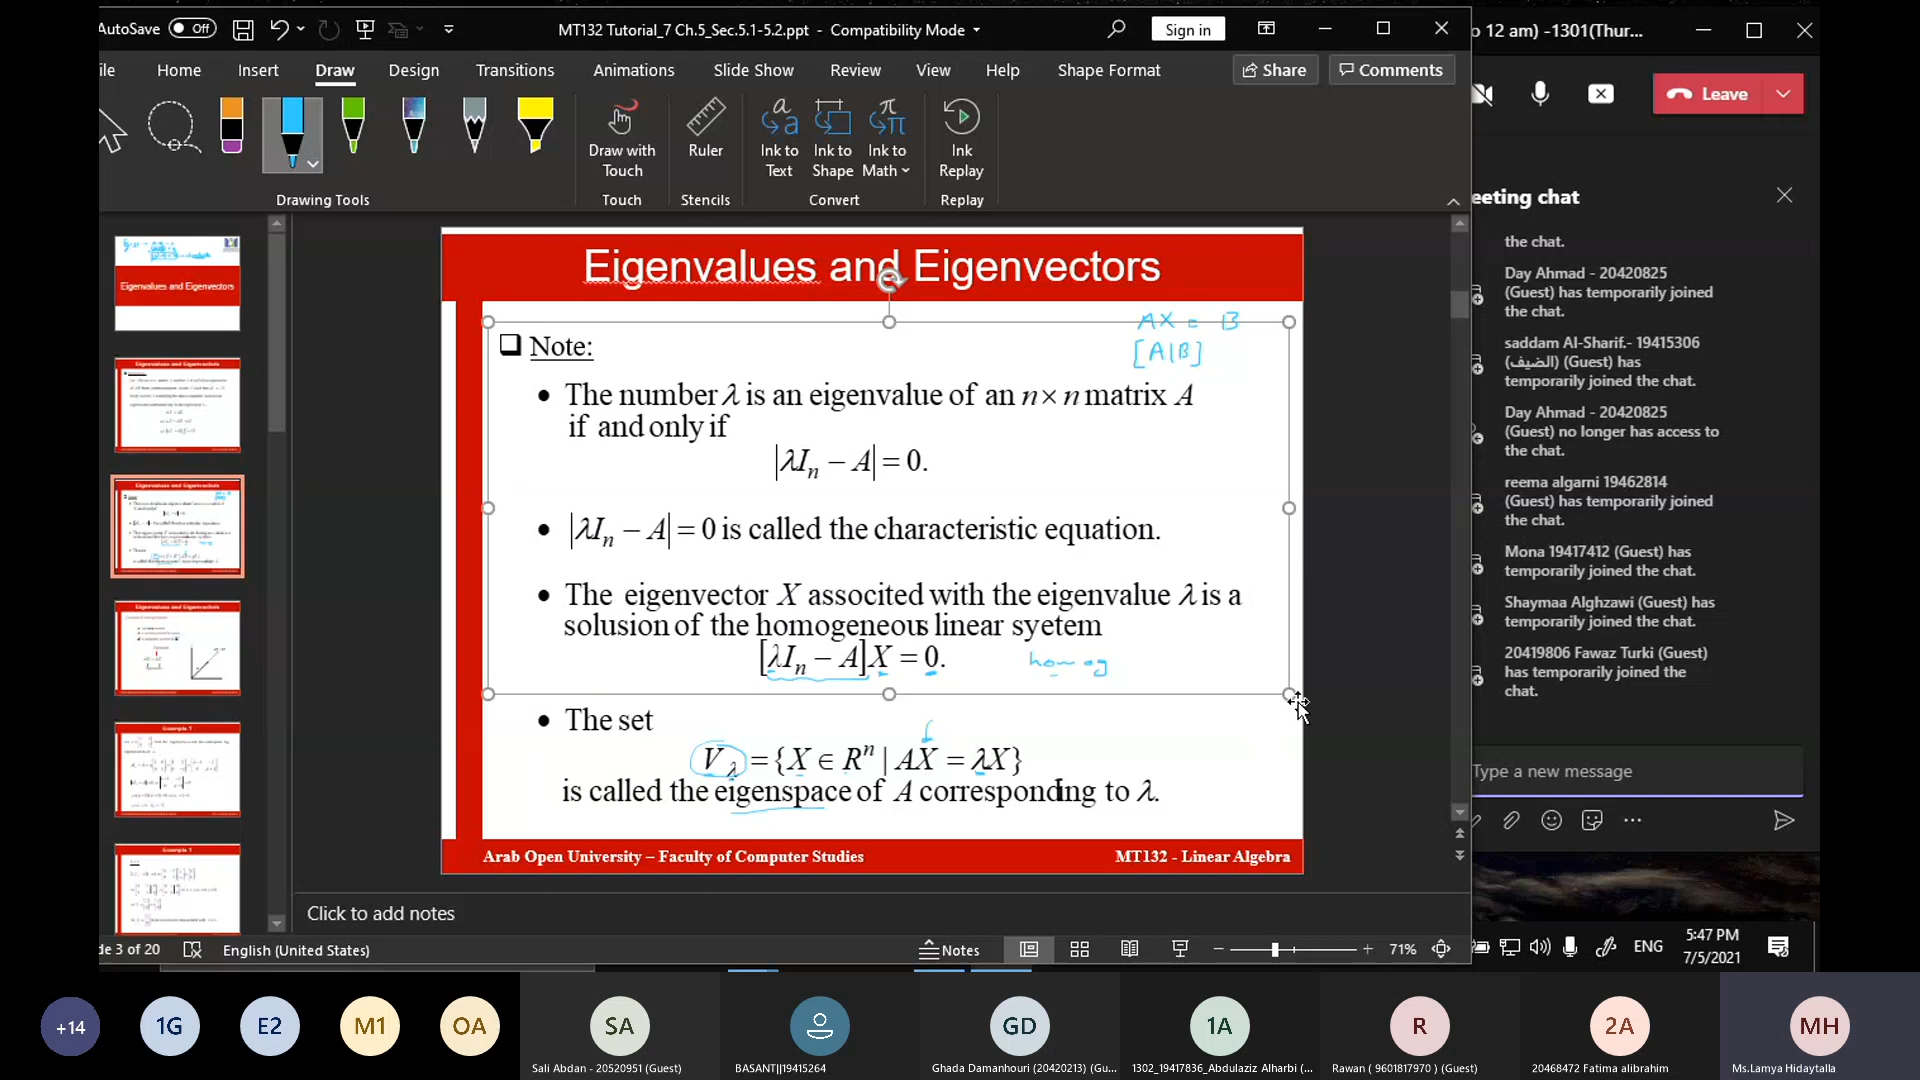 AutoSave Off
MT132 Tutorial_7 Ch.5_Sec.5.1-5.2.ppt - Compatibility Mode
Sign in
o 12 am) -1301(Thur...
ile Home Insert Draw Design Transitions Animations Slide Show Review View Help Shape Format
Share Comments
Leave
Draw with Touch
Ruler
Ink to Text
Ink to Shape
Ink to Math
Ink Replay
Drawing Tools Touch Stencils Convert Replay
eeting chat
the chat.
Day Ahmad - 20420825
(Guest) has temporarily joined
the chat.
saddam Al-Sharif.- 19415306
(الضيف) (Guest) has
temporarily joined the chat.
Day Ahmad - 20420825
(Guest) no longer has access to
the chat.
reema algarni 19462814
(Guest) has temporarily joined
the chat.
Mona 19417412 (Guest) has
temporarily joined the chat.
Shaymaa Alghzawi (Guest) has
temporarily joined the chat.
20419806 Fawaz Turki (Guest)
has temporarily joined the
chat.
Type a new message
Eigenvalues and Eigenvectors
Eigenvalues and Eigenvectors
AX = B
[A|B]
Note:
• The number λ is an eigenvalue of an n × n matrix A
if and only if
|λIn − A| = 0.
• |λIn − A| = 0 is called the characteristic equation.
• The eigenvector X associted with the eigenvalue λ is a
solusion of the homogeneous linear syetem
[λIn − A]X = 0.
homog
• The set
Vλ = {X ∈ Rⁿ | AX = λX}
is called the eigenspace of A corresponding to λ.
Arab Open University – Faculty of Computer Studies
MT132 - Linear Algebra
Click to add notes
de 3 of 20 English (United States)
Notes
71%
ENG
5:47 PM
7/5/2021
+14
1G
E2
M1
OA
SA
GD
1A
R
2A
MH
Sali Abdan - 20520951 (Guest)
BASANT||19415264
Ghada Damanhouri (20420213) (Gu...
1302_19417836_Abdulaziz Alharbi (...
Rawan ( 9601817970 ) (Guest)
20468472 Fatima alibrahim
Ms.Lamya Hidaytalla